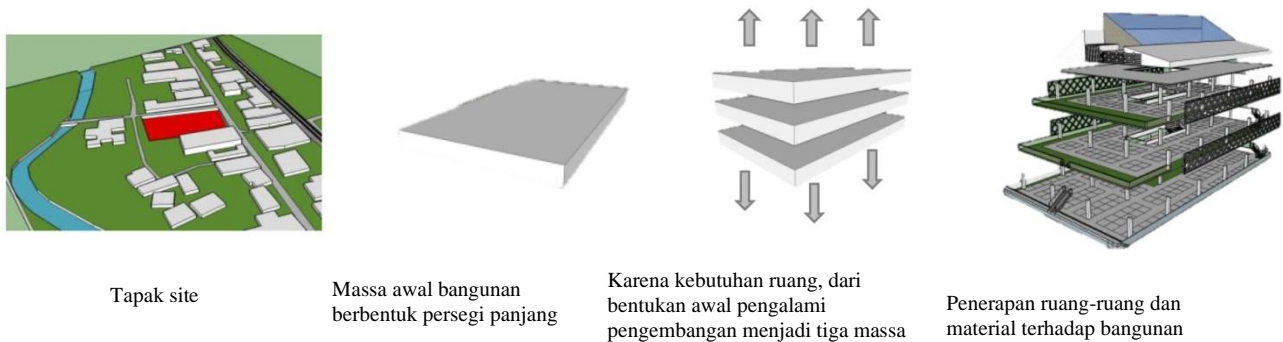 Tapak site
Massa awal bangunan
berbentuk persegi panjang
Karena kebutuhan ruang, dari
bentukan awal pengalami
pengembangan menjadi tiga massa
Penerapan ruang-ruang dan
material terhadap bangunan